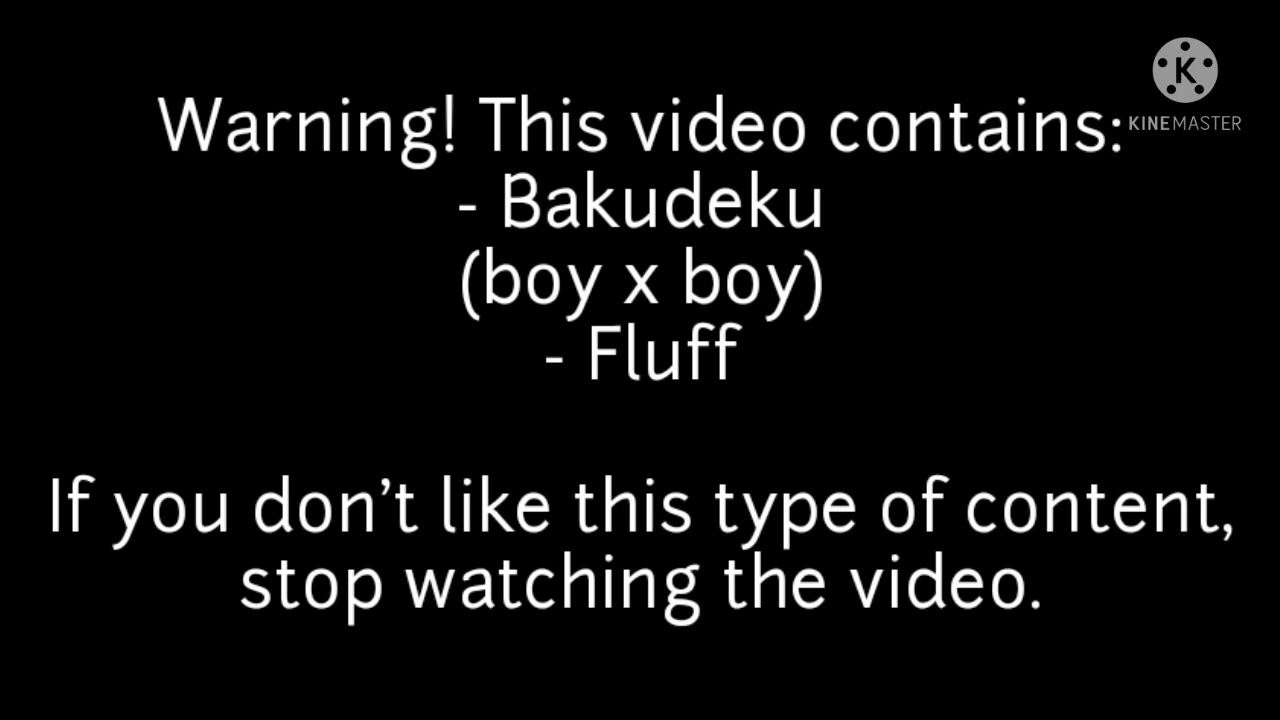 Warning! This video contains:
K
KINEMASTER
- Bakudeku
(boy x boy)
- Fluff
If you don't like this type of content,
stop watching the video.